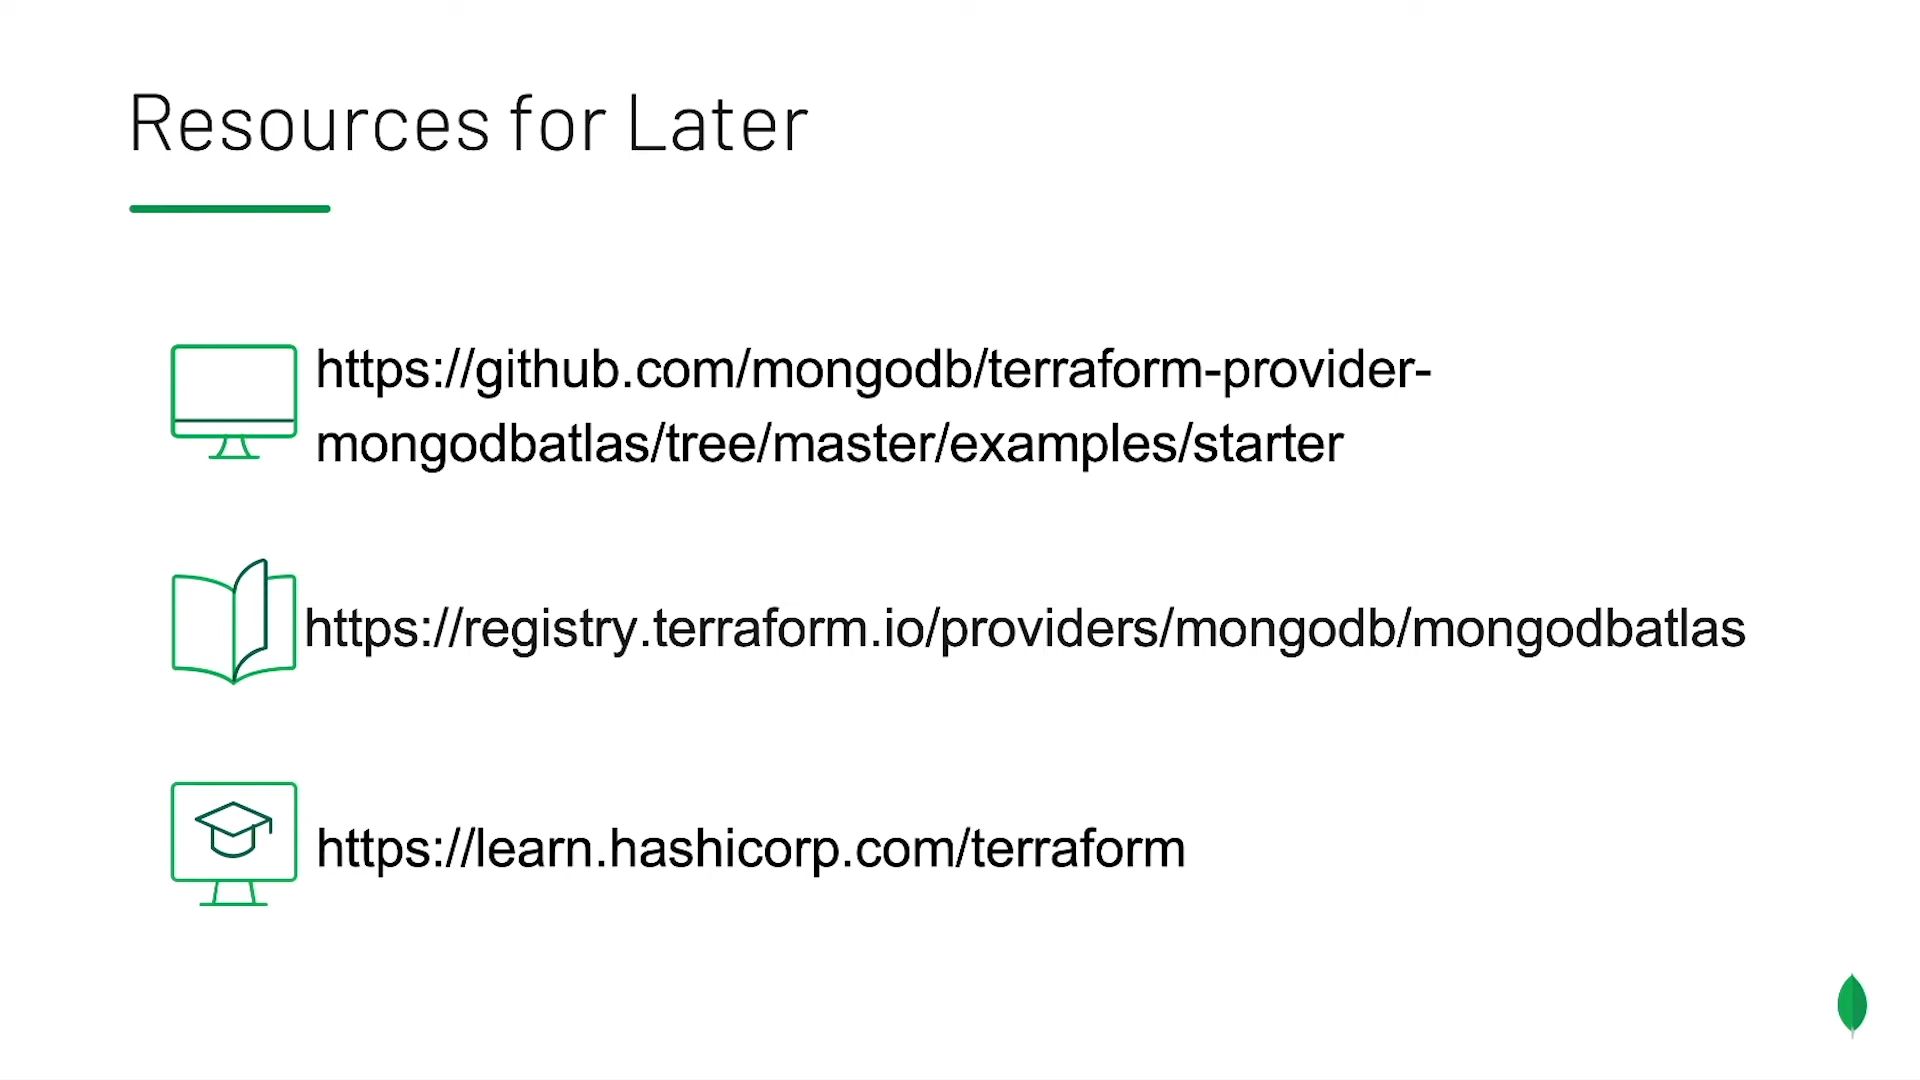 Resources for Later
https://github.com/mongodb/terraform-provider-
mongodbatlas/tree/master/examples/starter
https://registry.terraform.io/providers/mongodb/mongodbatlas
https://learn.hashicorp.com/terraform